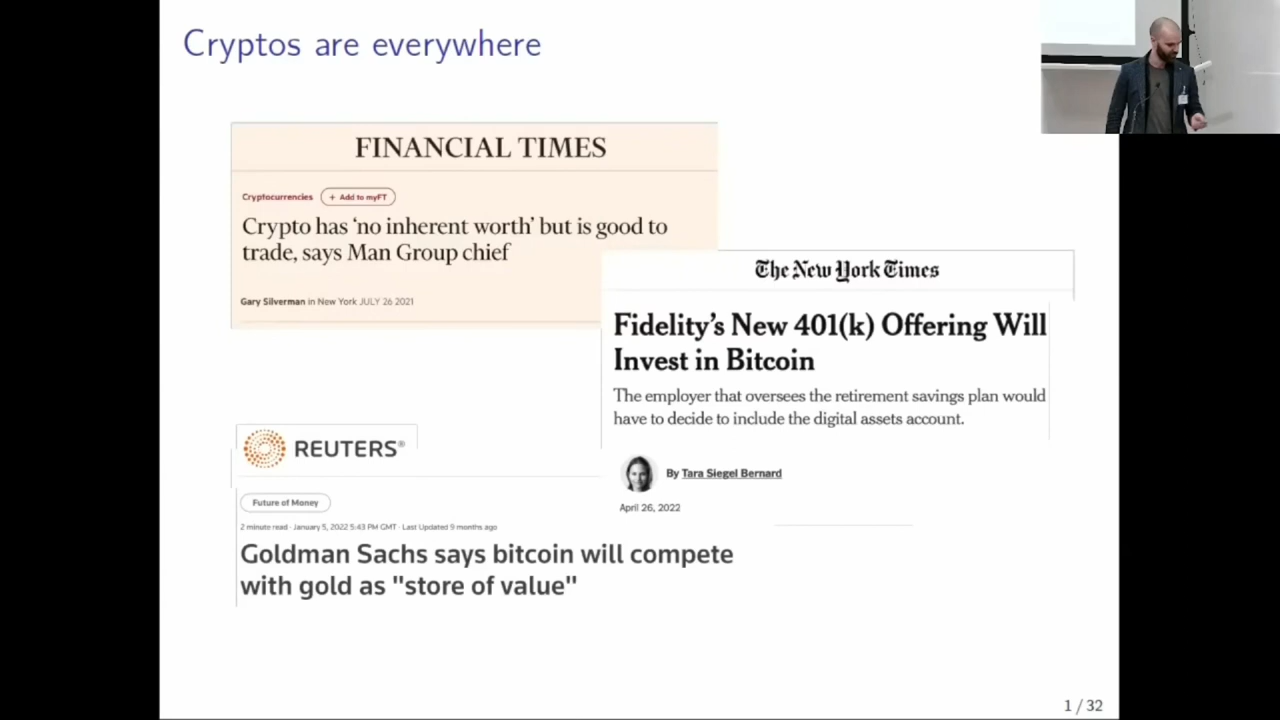 Cryptos are everywhere
FINANCIAL TIMES
Cryptocurrencies + Add to myFT
Crypto has ‘no inherent worth’ but is good to
trade, says Man Group chief
Gary Silverman in New York JULY 26 2021
The New York Times
Fidelity’s New 401(k) Offering Will
Invest in Bitcoin
The employer that oversees the retirement savings plan would
have to decide to include the digital assets account.
By Tara Siegel Bernard
April 26, 2022
REUTERS®
Future of Money
2 minute read · January 5, 2022 5:43 PM GMT · Last Updated 9 months ago
Goldman Sachs says bitcoin will compete
with gold as "store of value"
1 / 32